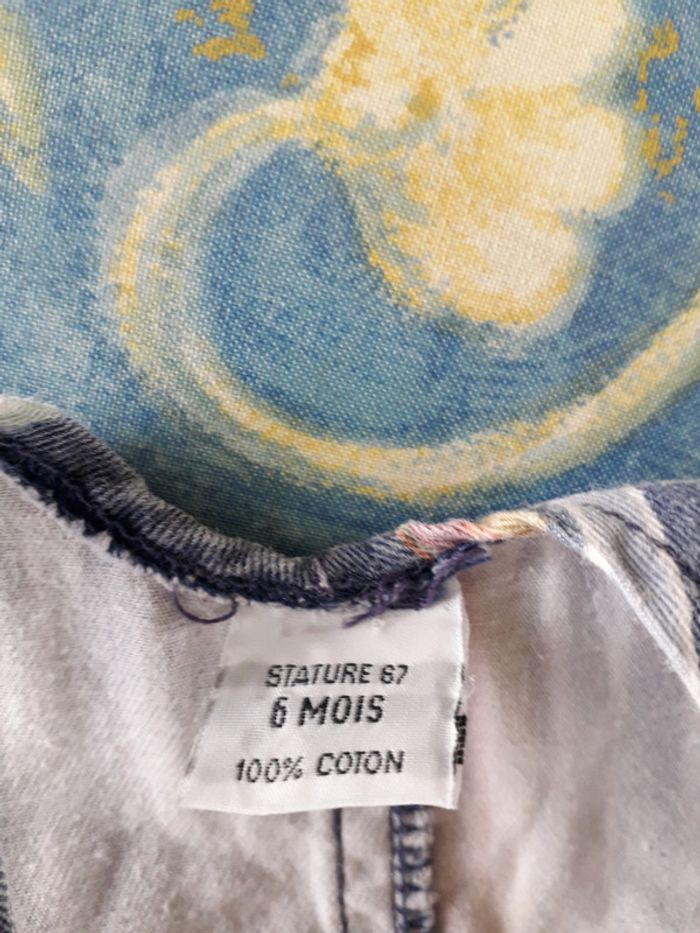 STATURE 67
6 MOIS
100% COTON